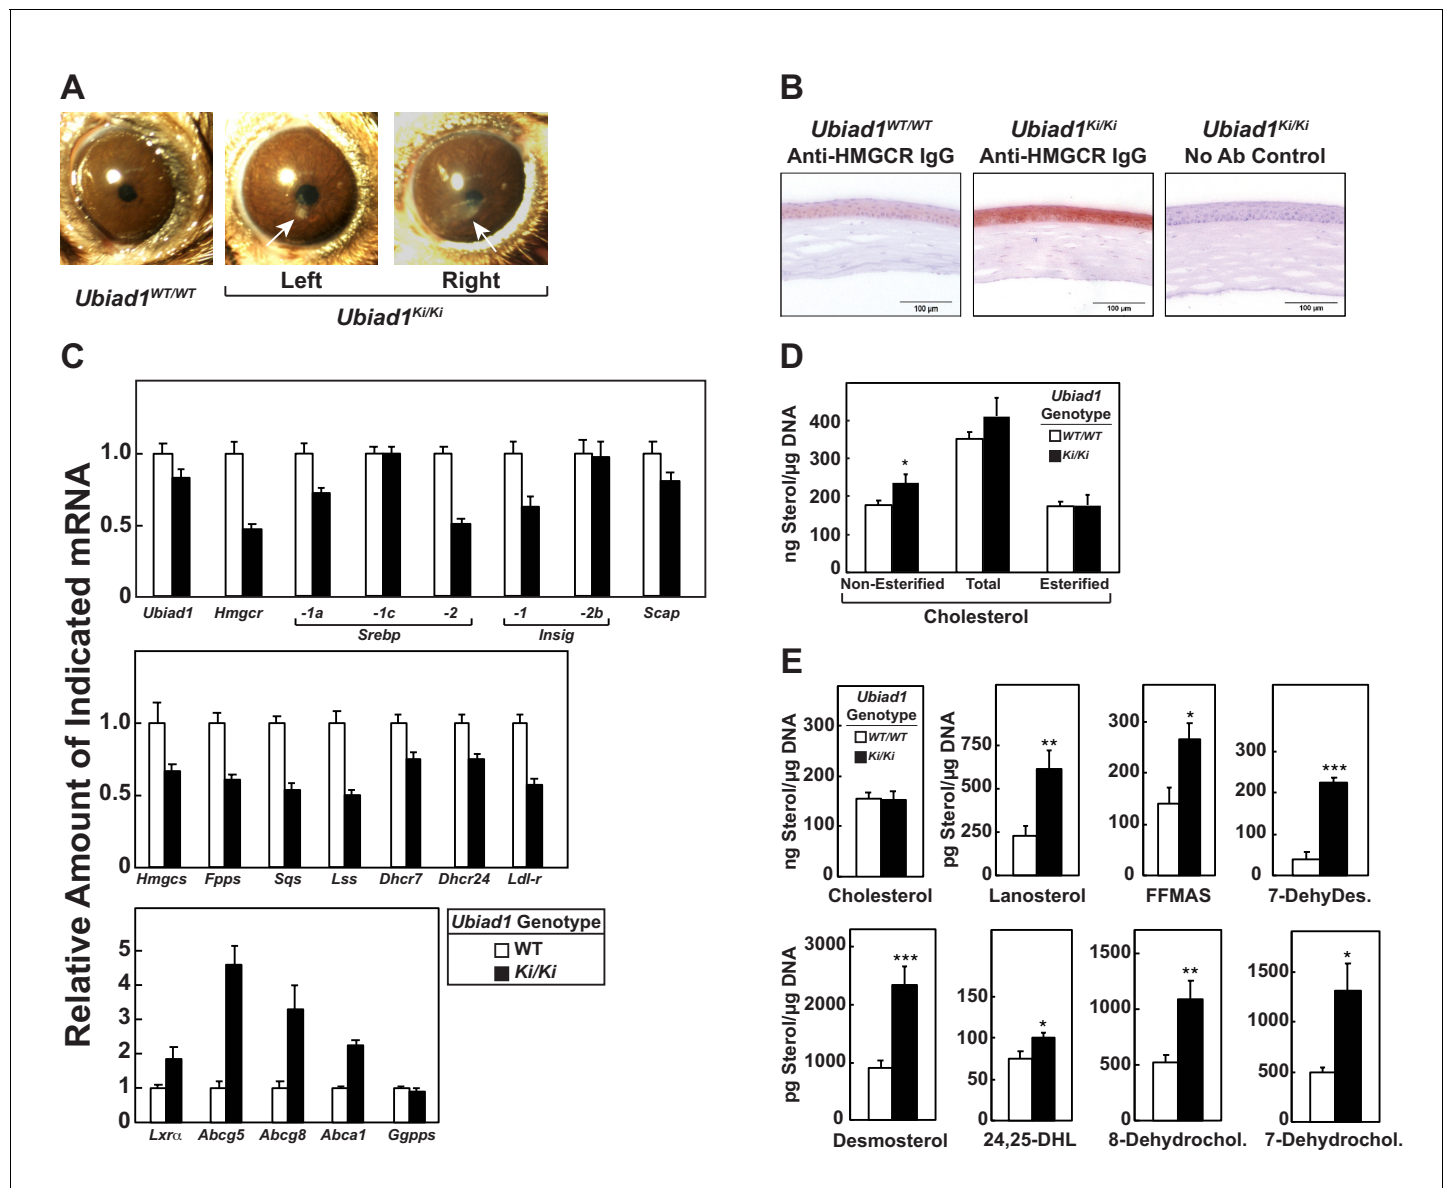 A
Left
Right
Ubiad1WT/WT
Ubiad1Ki/Ki
B
Ubiad1WT/WT
Anti-HMGCR IgG
Ubiad1Ki/Ki
Anti-HMGCR IgG
Ubiad1Ki/Ki
No Ab Control
100 µm
100 µm
100 µm
C
Relative Amount of Indicated mRNA
1.0
0.5
0
Ubiad1 Hmgcr -1a -1c -2 -1 -2b Scap
Srebp Insig
1.0
0.5
0
Hmgcs Fpps Sqs Lss Dhcr7 Dhcr24 Ldl-r
5
4
3
2
1
0
Lxrα Abcg5 Abcg8 Abca1 Ggpps
Ubiad1 Genotype
WT
Ki/Ki
D
ng Sterol/µg DNA
400
300
200
100
0
*
Ubiad1
Genotype
WT/WT
Ki/Ki
Non-Esterified Total Esterified
Cholesterol
E
ng Sterol/µg DNA
300
200
100
0
Ubiad1
Genotype
WT/WT
Ki/Ki
Cholesterol
pg Sterol/µg DNA
750
500
250
0
**
Lanosterol
300
200
100
0
*
FFMAS
300
200
100
0
***
7-DehyDes.
pg Sterol/µg DNA
3000
2000
1000
0
***
Desmosterol
150
100
50
0
*
24,25-DHL
1500
1000
500
0
**
8-Dehydrochol.
1500
1000
500
0
*
7-Dehydrochol.